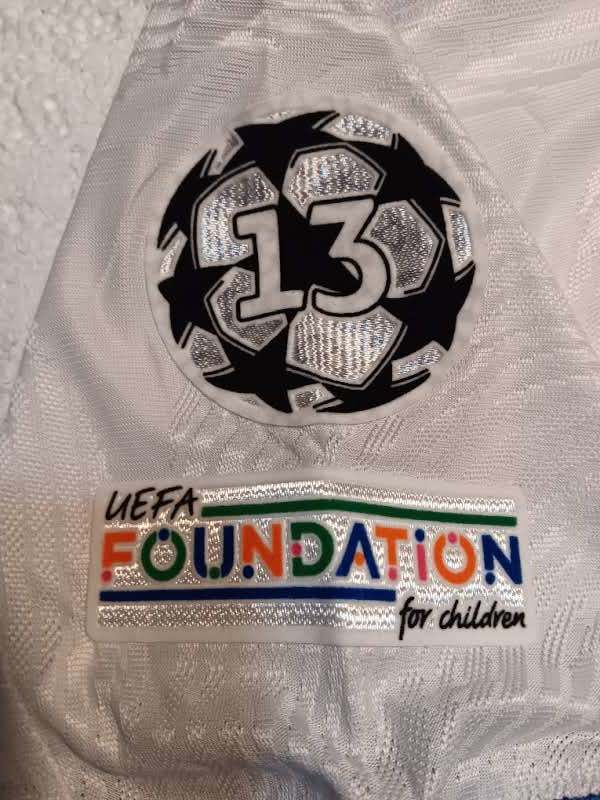 13
UEFA
FOUNDATiON
for children